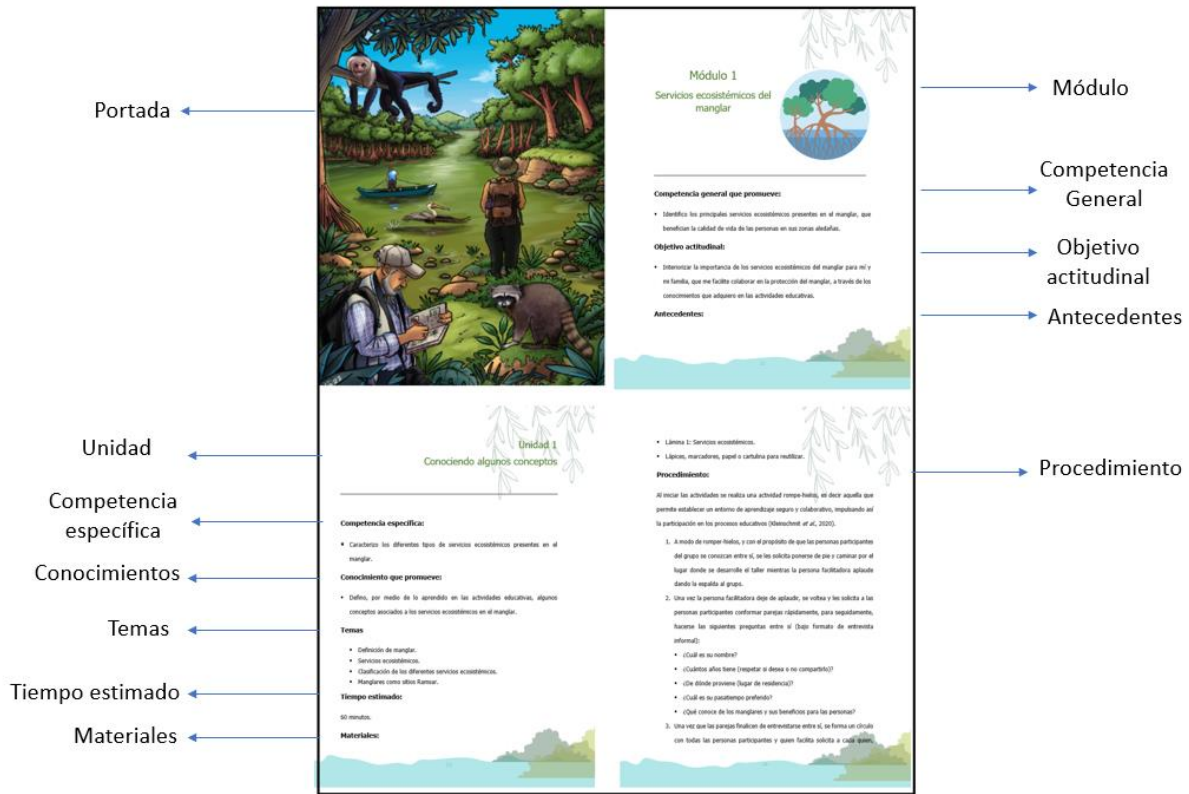 Portada
Módulo 1
Servicios ecosistémicos del
manglar
Competencia general que promueve:
• Identifico los principales servicios ecosistémicos presentes en el manglar, que
benefician la calidad de vida de las personas en sus zonas aledañas.
Objetivo actitudinal:
• Interiorizar la importancia de los servicios ecosistémicos del manglar para mí y
mi familia, que me facilite colaborar en la protección del manglar, a través de los
conocimientos que adquiero en las actividades educativas.
Antecedentes:
Módulo
Competencia
General
Objetivo
actitudinal
Antecedentes
Unidad
Competencia
específica
Conocimientos
Temas
Tiempo estimado
Materiales
Unidad 1
Conociendo algunos conceptos
Competencia específica:
• Caracterizo los diferentes tipos de servicios ecosistémicos presentes en el
manglar.
Conocimiento que promueve:
• Defino, por medio de lo aprendido en las actividades educativas, algunos
conceptos asociados a los servicios ecosistémicos en el manglar.
Temas
• Definición de manglar.
• Servicios ecosistémicos.
• Clasificación de los diferentes servicios ecosistémicos.
• Manglares como sitios Ramsar.
Tiempo estimado:
60 minutos.
Materiales:
• Lámina 1: Servicios ecosistémicos.
• Lápices, marcadores, papel o cartulina para reutilizar.
Procedimiento:
Al iniciar las actividades se realiza una actividad rompe-hielos, es decir aquella que
permite establecer un entorno de aprendizaje seguro y colaborativo, impulsando así
la participación en los procesos educativos (Kleinschmit et al., 2020).
1. A modo de romper-hielos, y con el propósito de que las personas participantes
del grupo se conozcan entre sí, se les solicita ponerse de pie y caminar por el
lugar donde se desarrolle el taller mientras la persona facilitadora aplaude
dando la espalda al grupo.
2. Una vez la persona facilitadora deje de aplaudir, se voltea y les solicita a las
personas participantes conformar parejas rápidamente, para seguidamente,
hacerse las siguientes preguntas entre sí (bajo formato de entrevista
informal):
• ¿Cuál es su nombre?
• ¿Cuántos años tiene (respetar si desea o no compartirlo)?
• ¿De dónde proviene (lugar de residencia)?
• ¿Cuál es su pasatiempo preferido?
• ¿Qué conoce de los manglares y sus beneficios para las personas?
3. Una vez que las parejas finalicen de entrevistarse entre sí, se forma un círculo
con todas las personas participantes y quien facilita solicita a cada quien,
Procedimiento